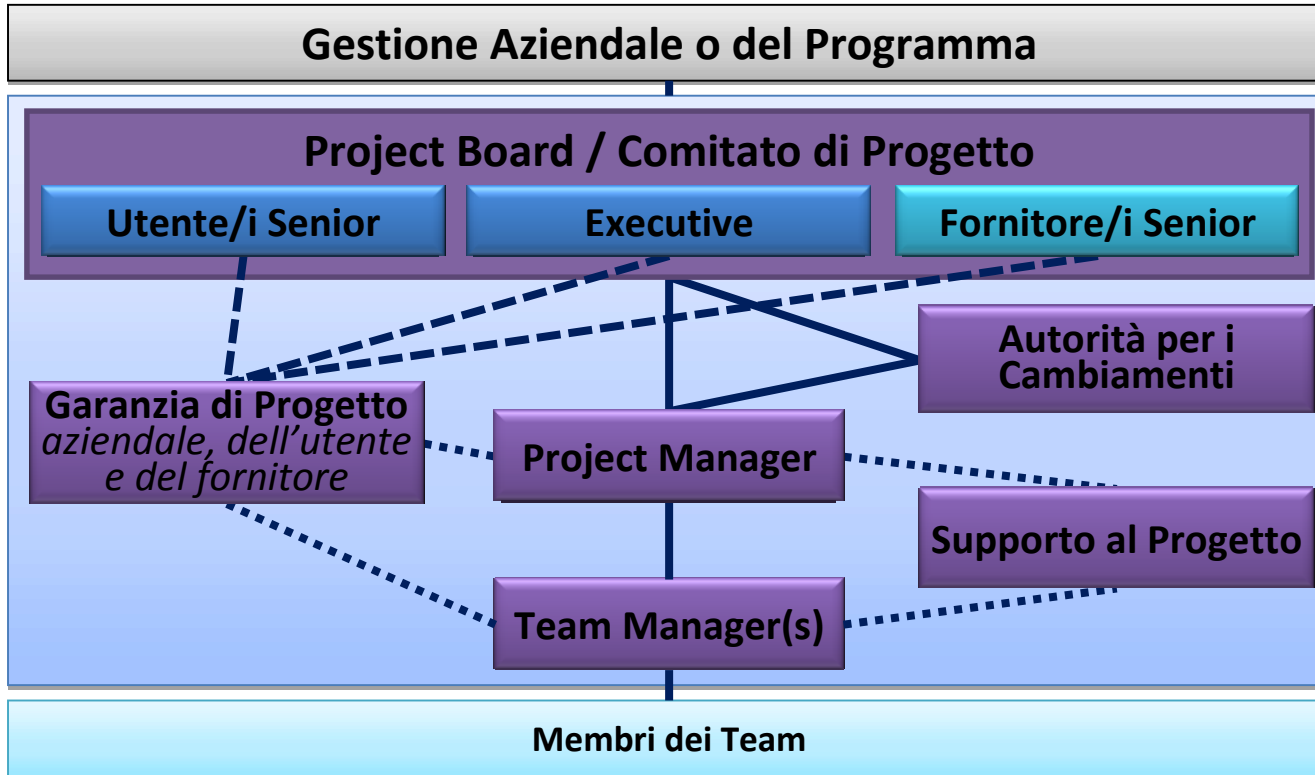 Gestione Aziendale o del Programma
Project Board / Comitato di Progetto
Utente/i Senior
Executive
Fornitore/i Senior
Autorità per i
Cambiamenti
Garanzia di Progetto
aziendale, dell’utente
e del fornitore
Project Manager
Supporto al Progetto
Team Manager(s)
Membri dei Team